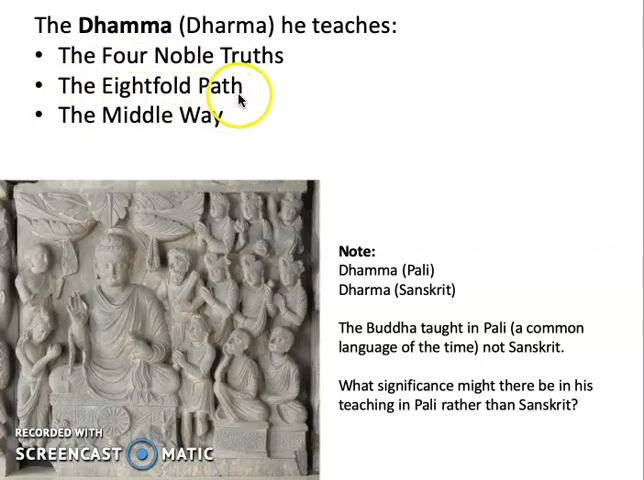 The Dhamma (Dharma) he teaches:
• The Four Noble Truths
• The Eightfold Path
• The Middle Way
Note:
Dhamma (Pali)
Dharma (Sanskrit)
The Buddha taught in Pali (a common
language of the time) not Sanskrit.
What significance might there be in his
teaching in Pali rather than Sanskrit?
RECORDED WITH
SCREENCAST MATIC